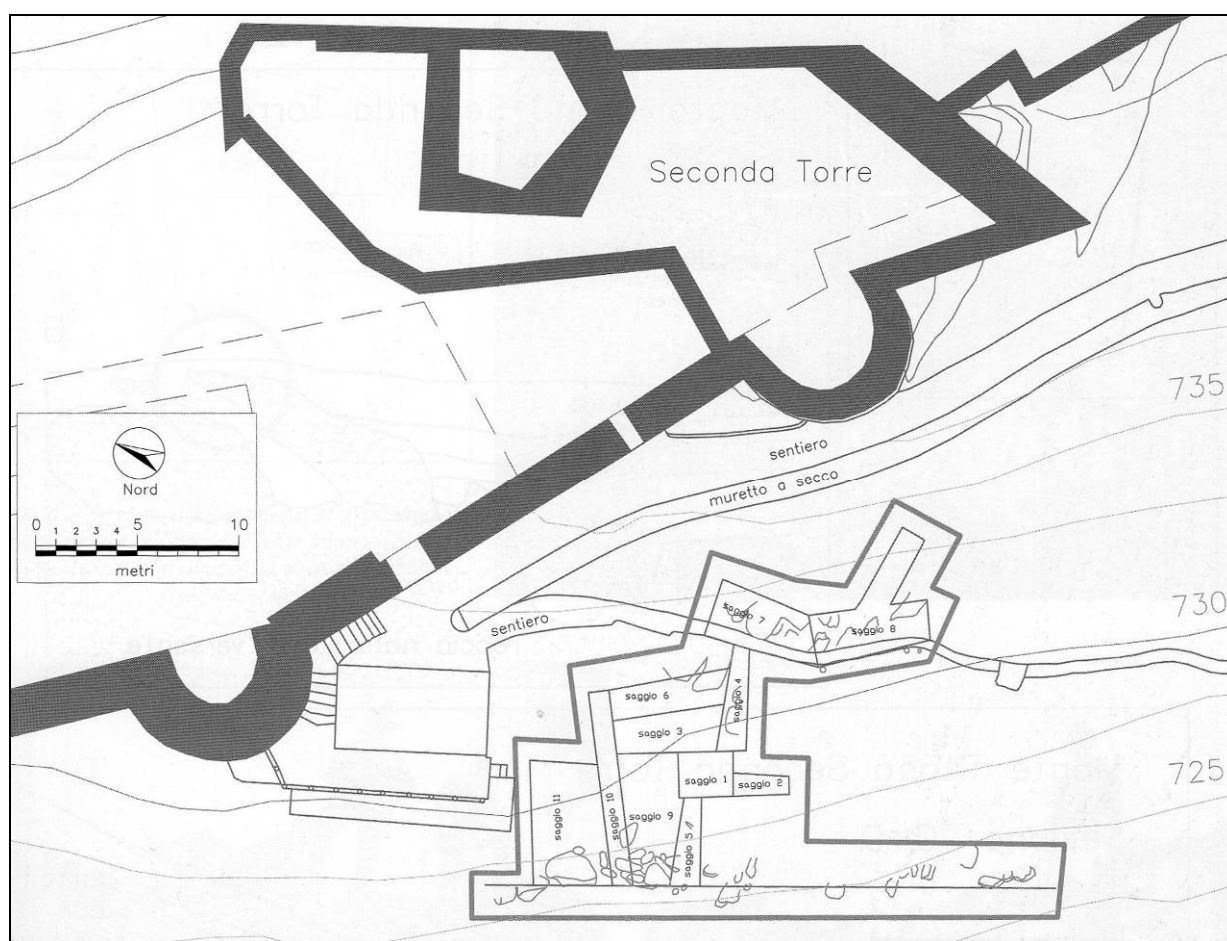 Seconda Torre
735
sentiero
muretto a secco
Nord
0 1 2 3 4 5 10
metri
730
sentiero
saggio 7
saggio 8
saggio 6
saggio 4
saggio 3
725
saggio 1
saggio 2
saggio 11
saggio 10
saggio 9
saggio 5